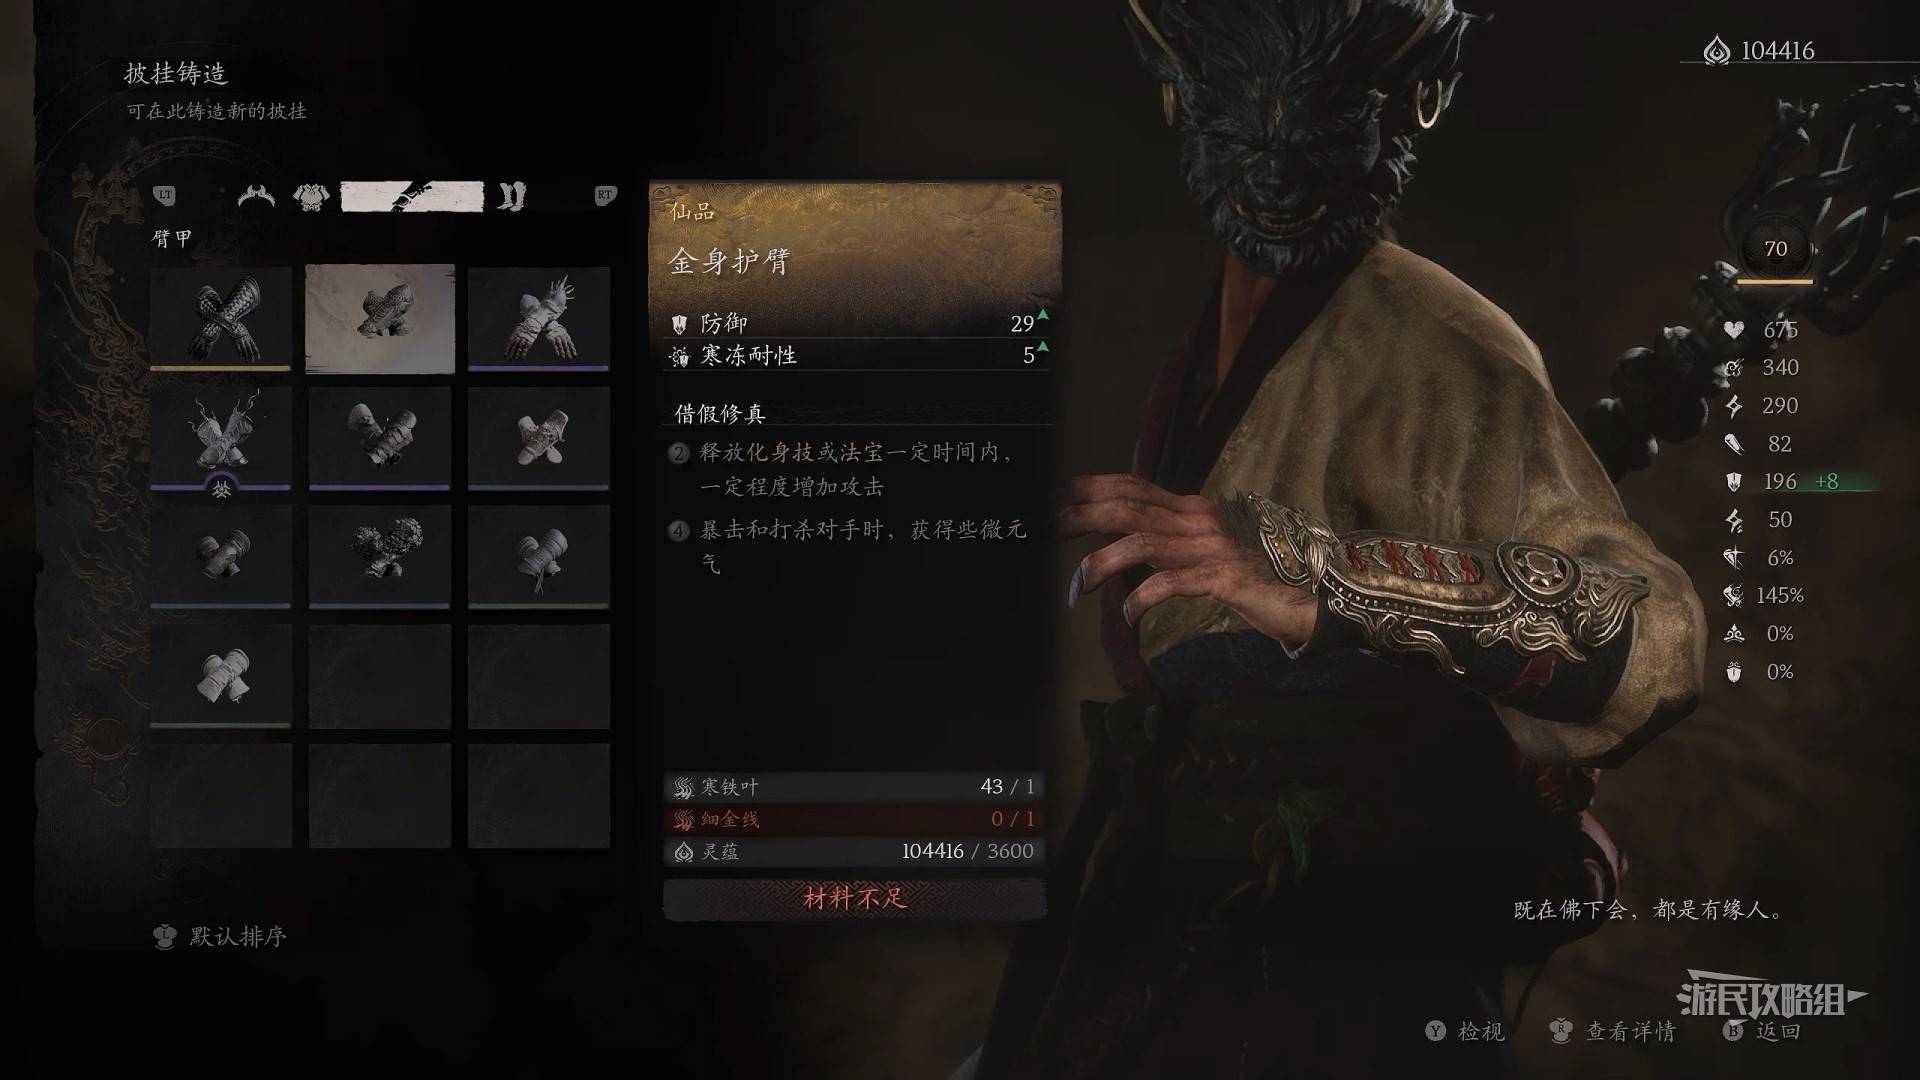 披挂铸造
可在此铸造新的披挂
104416
LT
RT
臂甲
仙品
金身护臂
防御 29
寒冻耐性 5
借假修真
2 释放化身技或法宝一定时间内，
一定程度增加攻击
4 暴击和打杀对手时，获得些微元
气
寒铁叶 43 / 1
细金线 0 / 1
灵蕴 104416 / 3600
材料不足
70
675
340
290
82
196 +8
50
6%
145%
0%
0%
既在佛下会，都是有缘人。
L 默认排序
游民攻略组
Y 检视
R 查看详情
B 返回